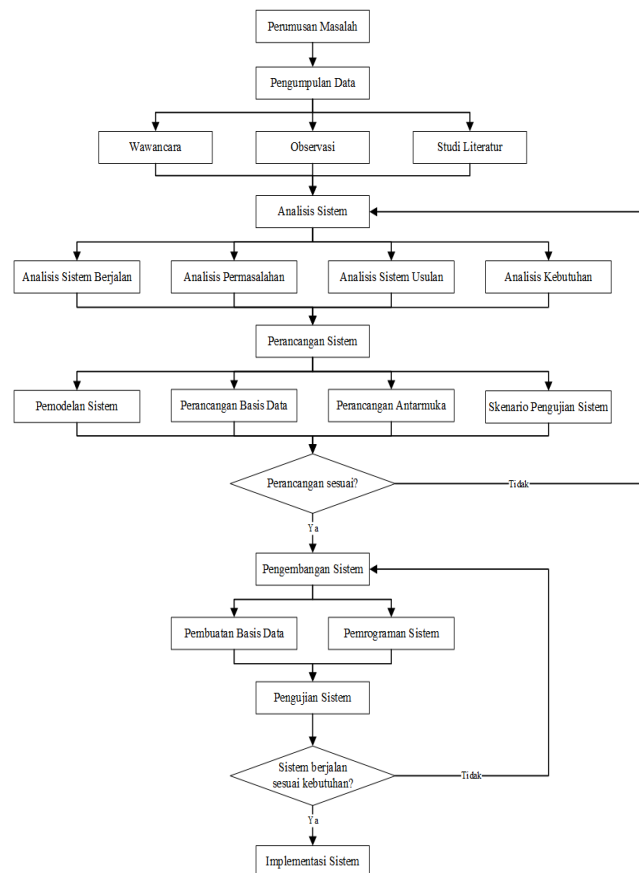 Perumusan Masalah
Pengumpulan Data
Wawancara
Observasi
Studi Literatur
Analisis Sistem
Analisis Sistem Berjalan
Analisis Permasalahan
Analisis Sistem Usulan
Analisis Kebutuhan
Perancangan Sistem
Pemodelan Sistem
Perancangan Basis Data
Perancangan Antarmuka
Skenario Pengujian Sistem
Perancangan sesuai?
Tidak
Ya
Pengembangan Sistem
Pembuatan Basis Data
Pemrograman Sistem
Pengujian Sistem
Sistem berjalan
sesuai kebutuhan?
Tidak
Ya
Implementasi Sistem